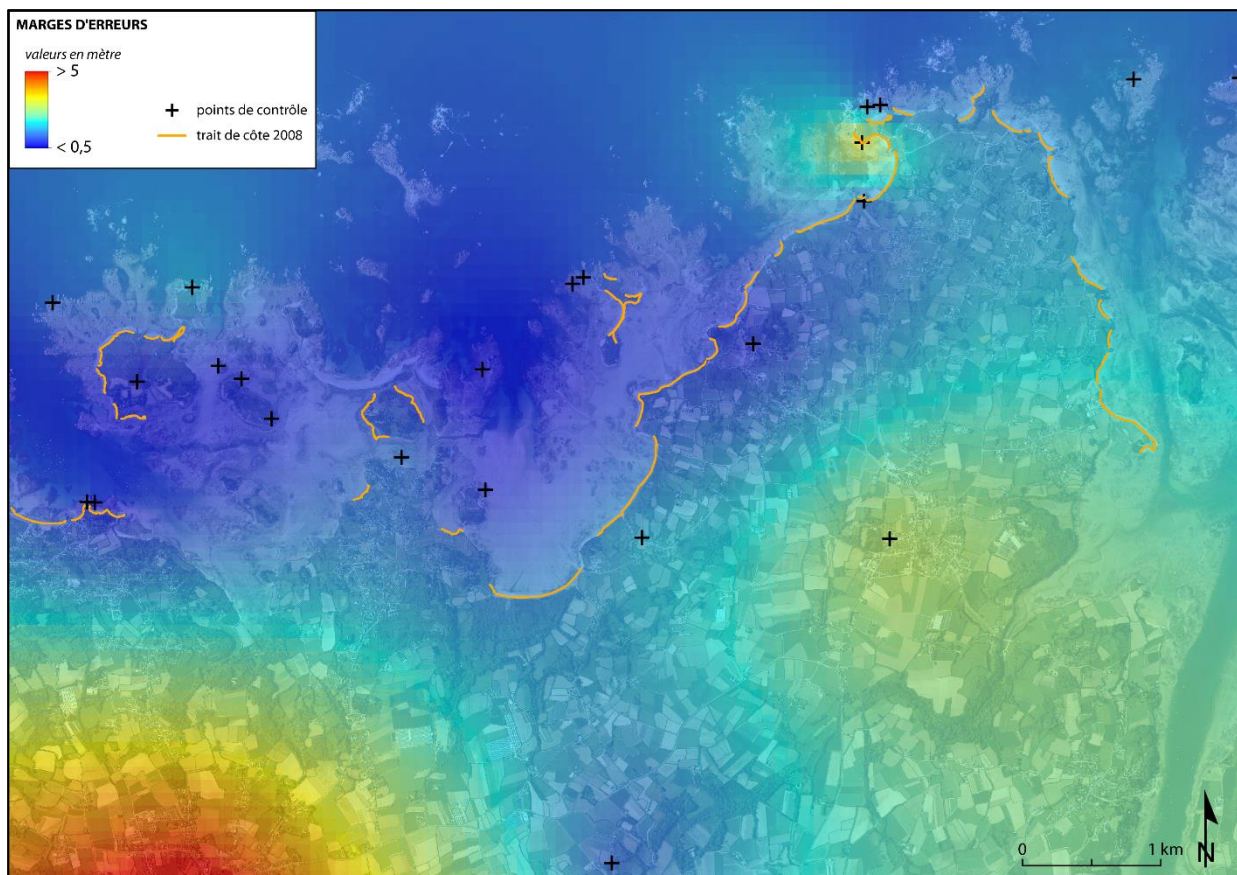 MARGES D'ERREURS
valeurs en mètre
> 5
< 0,5
points de contrôle
trait de côte 2008
0 1 km
N